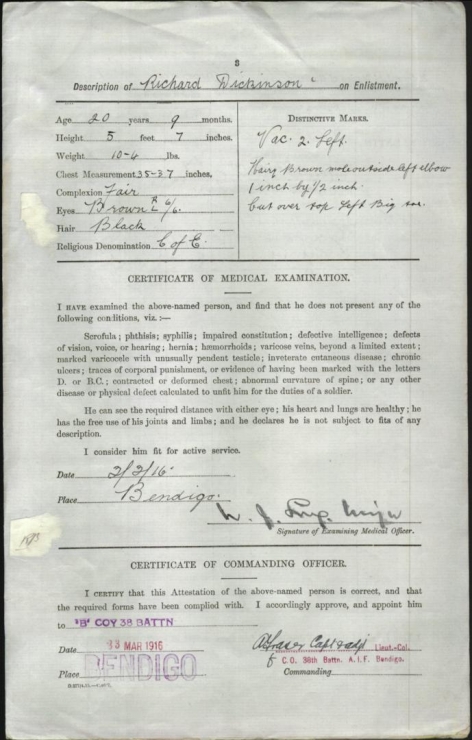 3
Description of Richard Dickinson on Enlistment.
Age 20 years 9 months.
Height 5 feet 7 inches.
Weight 10-6 lbs.
Chest Measurement 35-37 inches.
Complexion Fair
Eyes Brown 6/6
Hair Black
Religious Denomination C of E.
DISTINCTIVE MARKS.
Vac. 2. Left.
Hairy Brown mole outside left elbow
1 inch by 1/2 inch
Cut over top Left Big toe.
CERTIFICATE OF MEDICAL EXAMINATION.
I HAVE examined the above-named person, and find that he does not present any of the
following conditions, viz. :—
Scrofula ; phthisis ; syphilis ; impaired constitution ; defective intelligence ; defects
of vision, voice, or hearing ; hernia ; hæmorrhoids ; varicose veins, beyond a limited extent ;
marked varicocele with unusually pendent testicle ; inveterate cutaneous disease ; chronic
ulcers ; traces of corporal punishment, or evidence of having been marked with the letters
D. or B.C. ; contracted or deformed chest ; abnormal curvature of spine ; or any other
disease or physical defect calculated to unfit him for the duties of a soldier.
He can see the required distance with either eye ; his heart and lungs are healthy ; he
has the free use of his joints and limbs ; and he declares he is not subject to fits of any
description.
I consider him fit for active service.
Date 3/3/16
Place Bendigo.
Signature of Examining Medical Officer.
CERTIFICATE OF COMMANDING OFFICER.
I CERTIFY that this Attestation of the above-named person is correct, and that
the required forms have been complied with. I accordingly approve, and appoint him
to "B" COY 38 BATTN
Date 33 MAR 1916
A Fraser Capt & adj Lieut.-Col.
f C.O. 38th Battn. A.I.F. Bendigo.
Place BENDIGO
Commanding